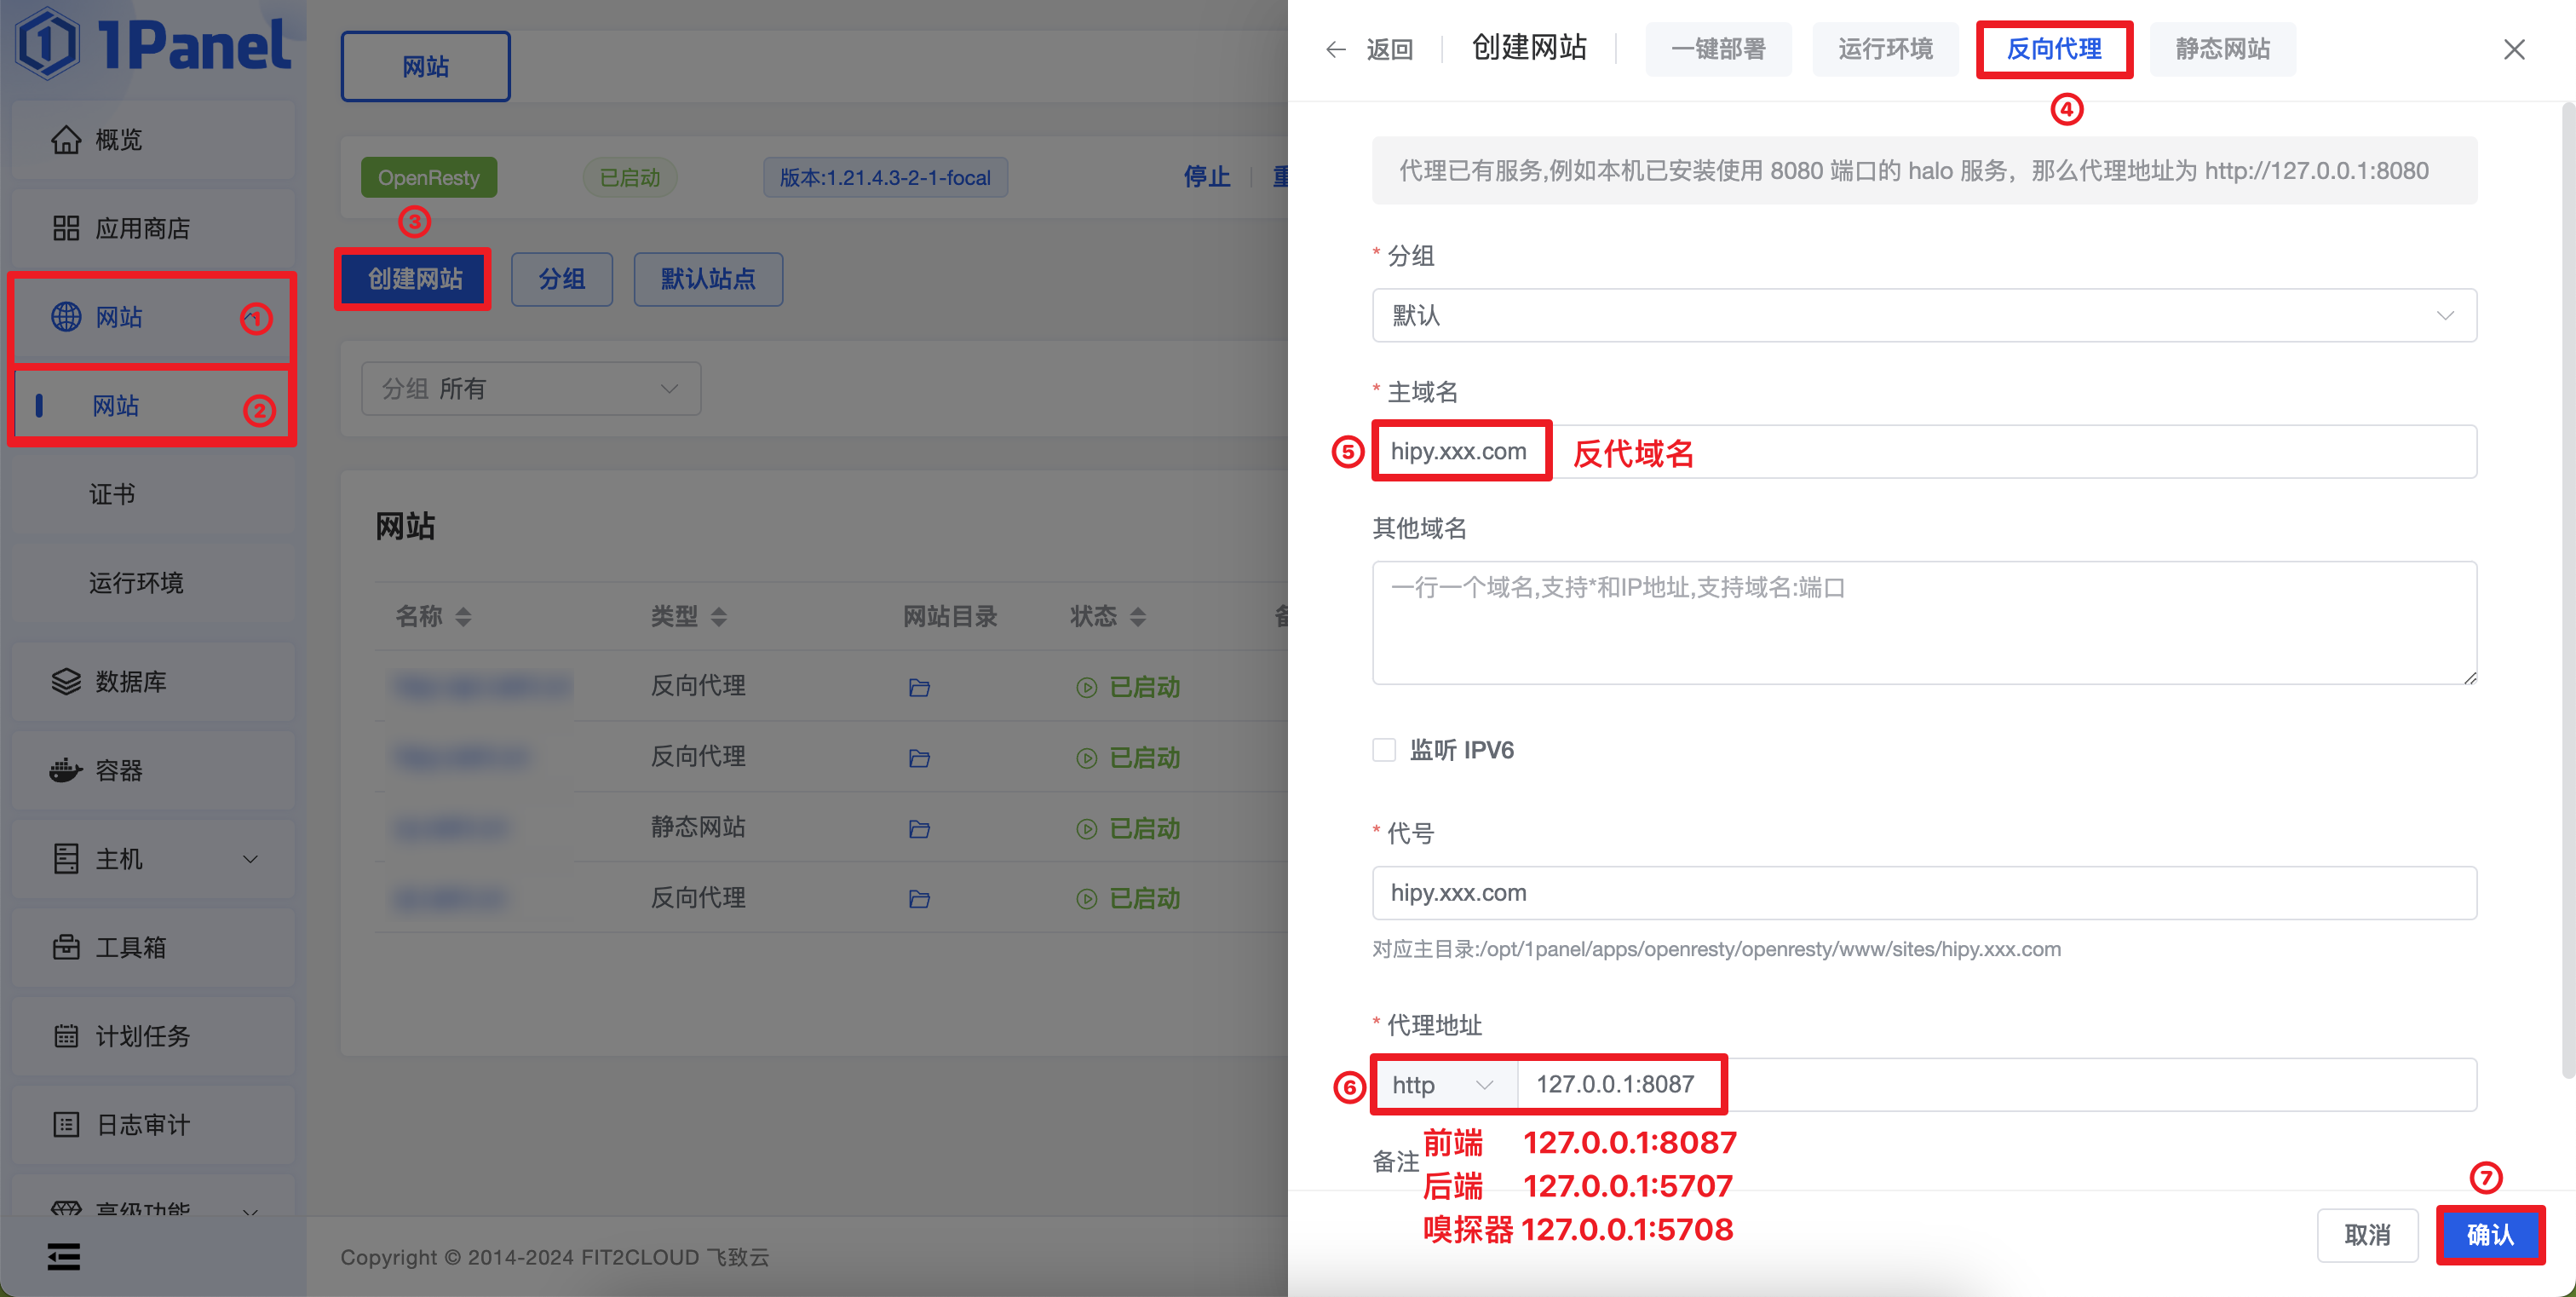 1Panel
概览
应用商店
网站 ①
网站 ②
证书
运行环境
数据库
容器
主机
工具箱
计划任务
日志审计
高级功能
网站
OpenResty 已启动 版本:1.21.4.3-2-1-focal 停止
③
创建网站 分组 默认站点
分组 所有
网站
名称 类型 网站目录 状态
反向代理 已启动
反向代理 已启动
静态网站 已启动
反向代理 已启动
Copyright © 2014-2024 FIT2CLOUD 飞致云
返回 创建网站 一键部署 运行环境 反向代理 静态网站
④
代理已有服务,例如本机已安装使用 8080 端口的 halo 服务，那么代理地址为 http://127.0.0.1:8080
* 分组
默认
* 主域名
⑤ hipy.xxx.com 反代域名
其他域名
一行一个域名,支持*和IP地址,支持域名:端口
监听 IPV6
* 代号
hipy.xxx.com
对应主目录:/opt/1panel/apps/openresty/openresty/www/sites/hipy.xxx.com
* 代理地址
⑥ http 127.0.0.1:8087
备注
前端 127.0.0.1:8087
后端 127.0.0.1:5707
嗅探器 127.0.0.1:5708
⑦
取消 确认